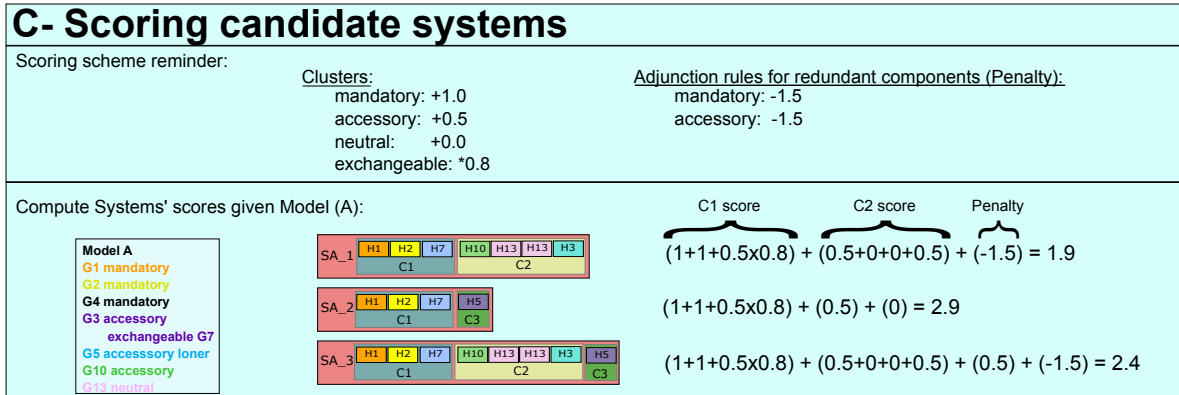 C- Scoring candidate systems
Scoring scheme reminder:
Clusters:
mandatory: +1.0
accessory: +0.5
neutral: +0.0
exchangeable: *0.8
Adjunction rules for redundant components (Penalty):
mandatory: -1.5
accessory: -1.5
Compute Systems' scores given Model (A):
C1 score C2 score Penalty
Model A
G1 mandatory
G2 mandatory
G4 mandatory
G3 accessory
exchangeable G7
G5 accesssory loner
G10 accessory
G13 neutral
SA_1 H1 H2 H7 H10 H13 H13 H3
C1 C2
(1+1+0.5x0.8) + (0.5+0+0+0.5) + (-1.5) = 1.9
SA_2 H1 H2 H7 H5
C1 C3
(1+1+0.5x0.8) + (0.5) + (0) = 2.9
SA_3 H1 H2 H7 H10 H13 H13 H3 H5
C1 C2 C3
(1+1+0.5x0.8) + (0.5+0+0+0.5) + (0.5) + (-1.5) = 2.4